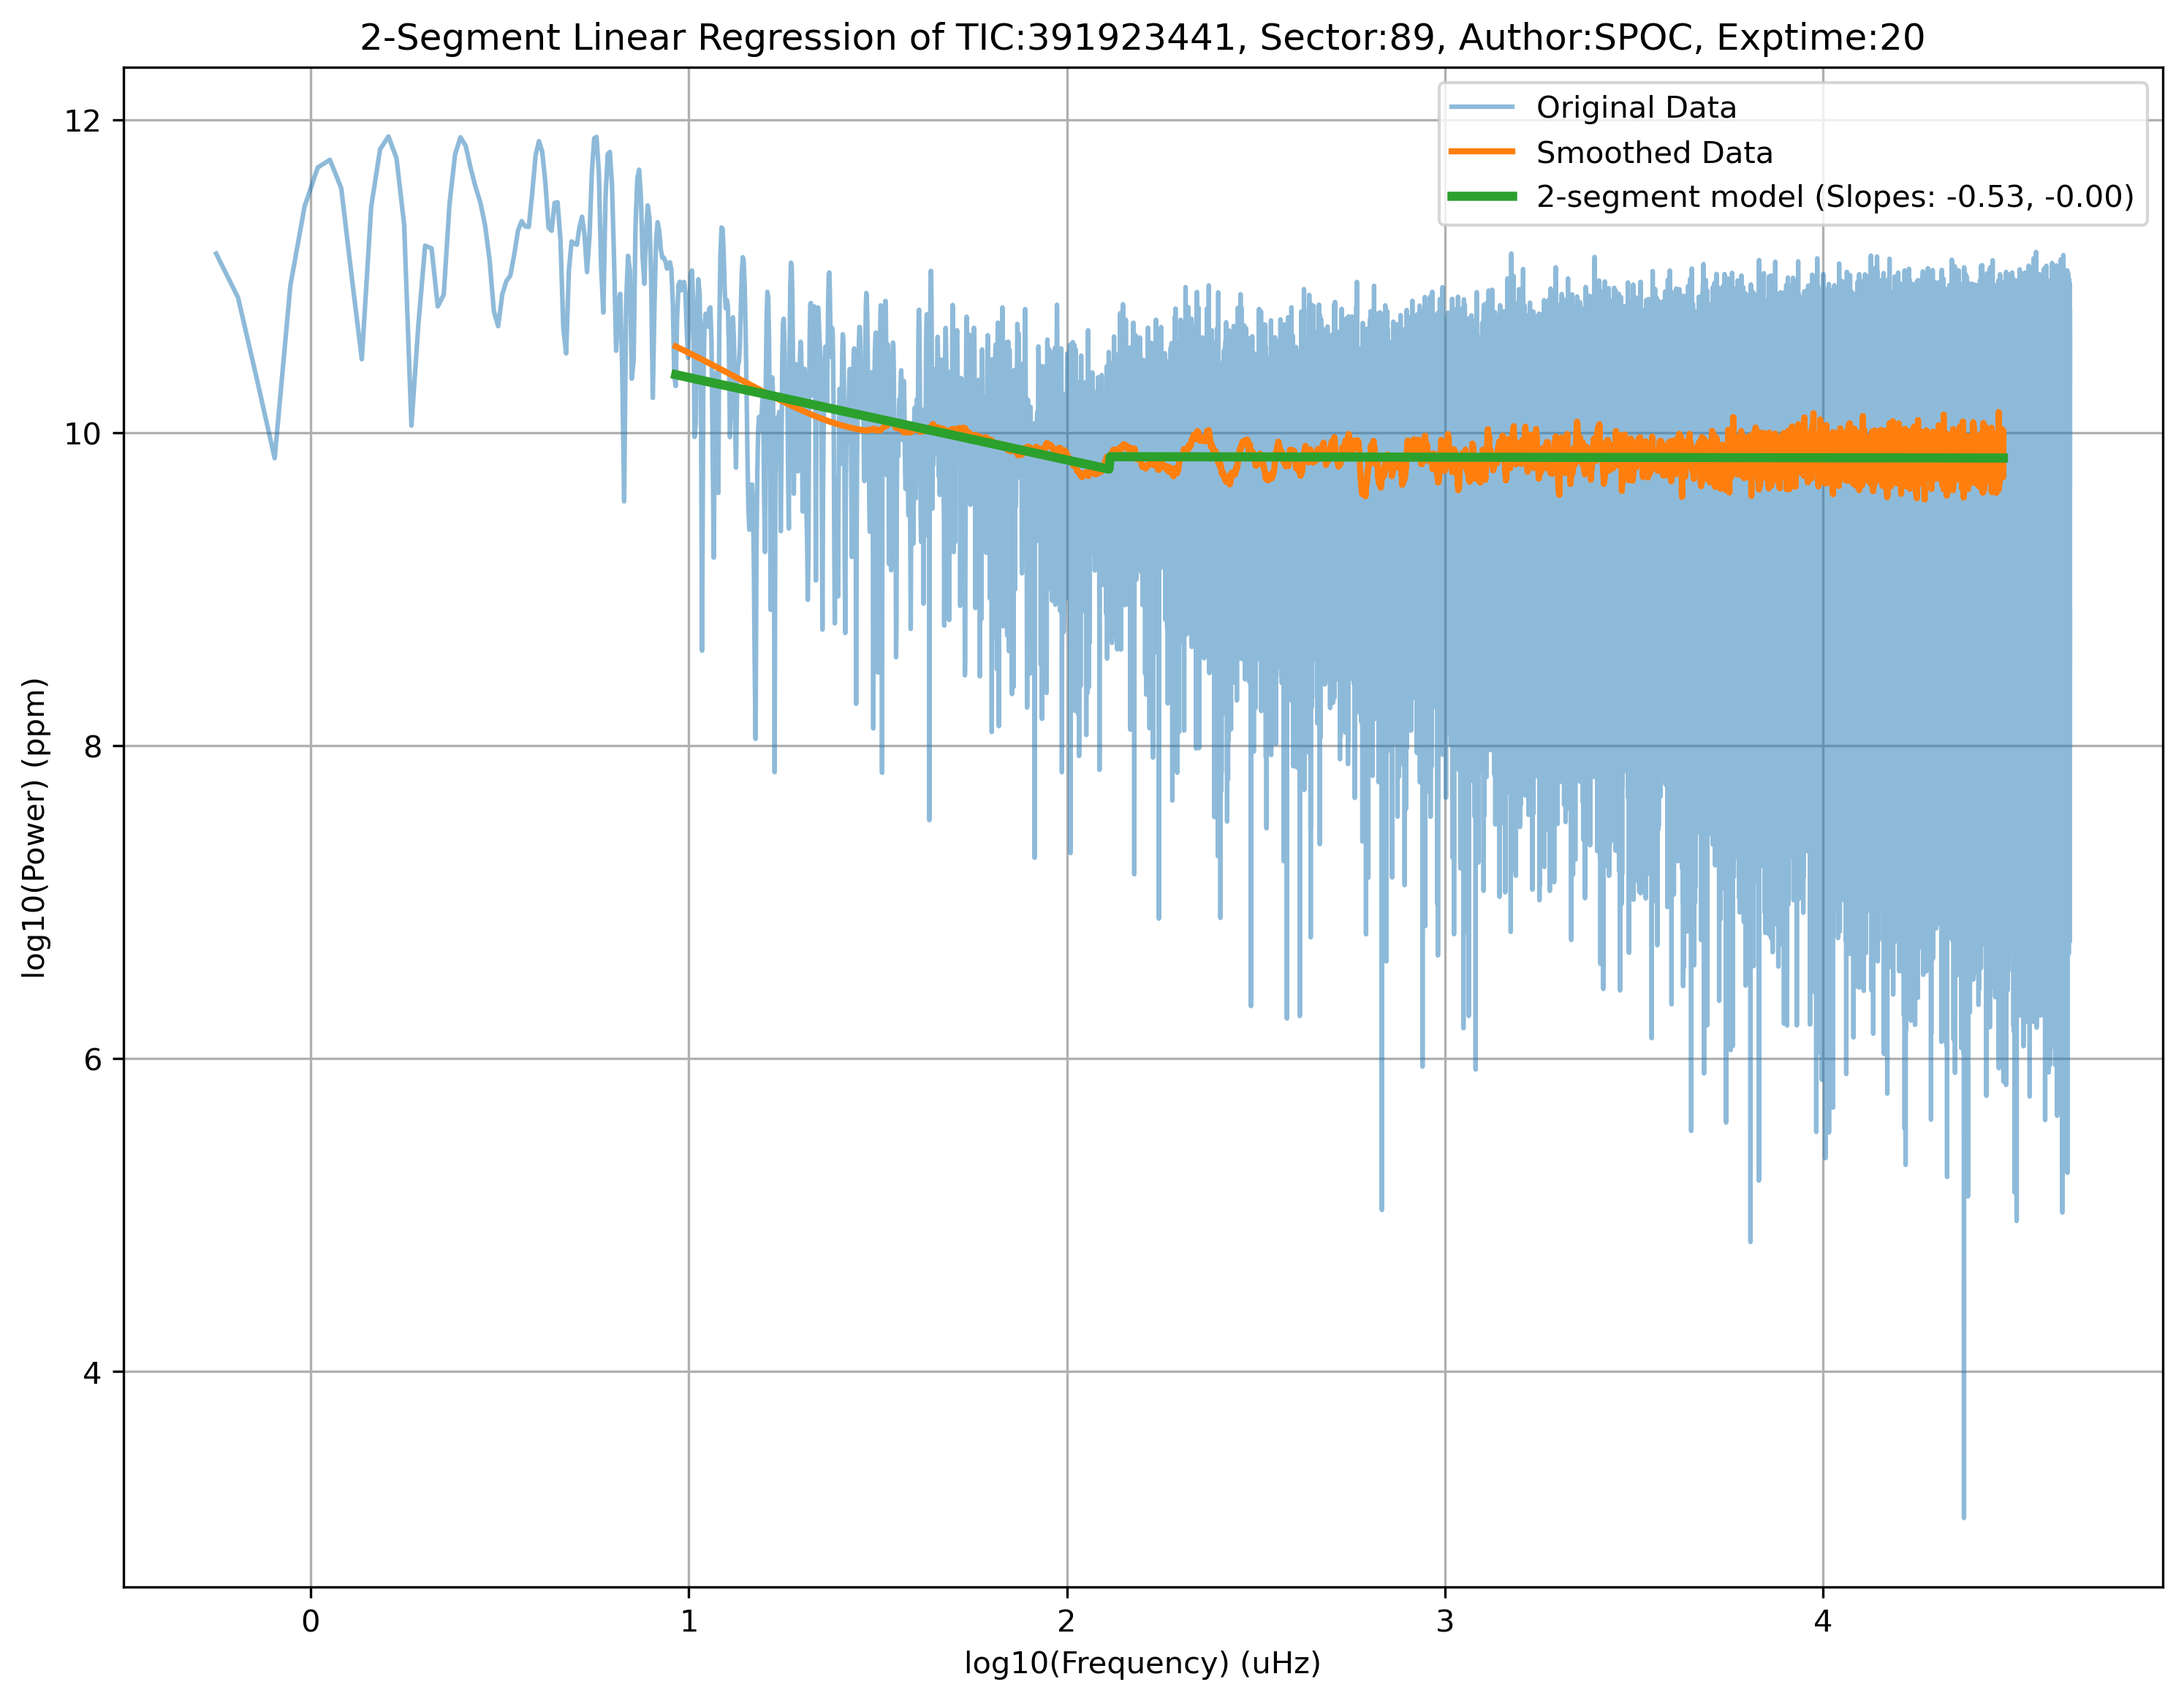 2-Segment Linear Regression of TIC:391923441, Sector:89, Author:SPOC, Exptime:20
Original Data
Smoothed Data
2-segment model (Slopes: -0.53, -0.00)
12
10
8
6
4
log10(Power) (ppm)
0
1
2
3
4
log10(Frequency) (uHz)